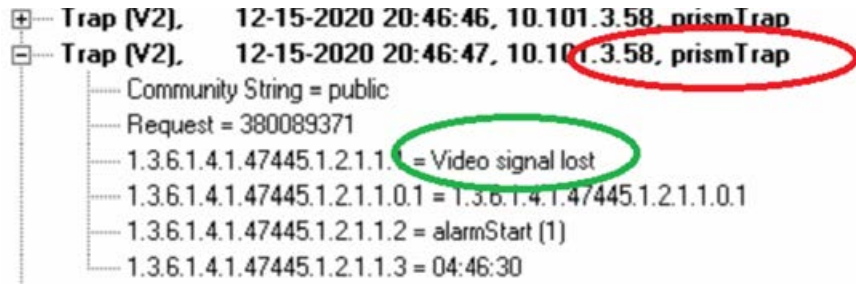 Trap (V2), 12-15-2020 20:46:46, 10.101.3.58, prismTrap
Trap (V2), 12-15-2020 20:46:47, 10.101.3.58, prismTrap
Community String = public
Request = 380089371
1.3.6.1.4.1.47445.1.2.1.1.1 = Video signal lost
1.3.6.1.4.1.47445.1.2.1.1.0.1 = 1.3.6.1.4.1.47445.1.2.1.1.0.1
1.3.6.1.4.1.47445.1.2.1.1.2 = alarmStart (1)
1.3.6.1.4.1.47445.1.2.1.1.3 = 04:46:30